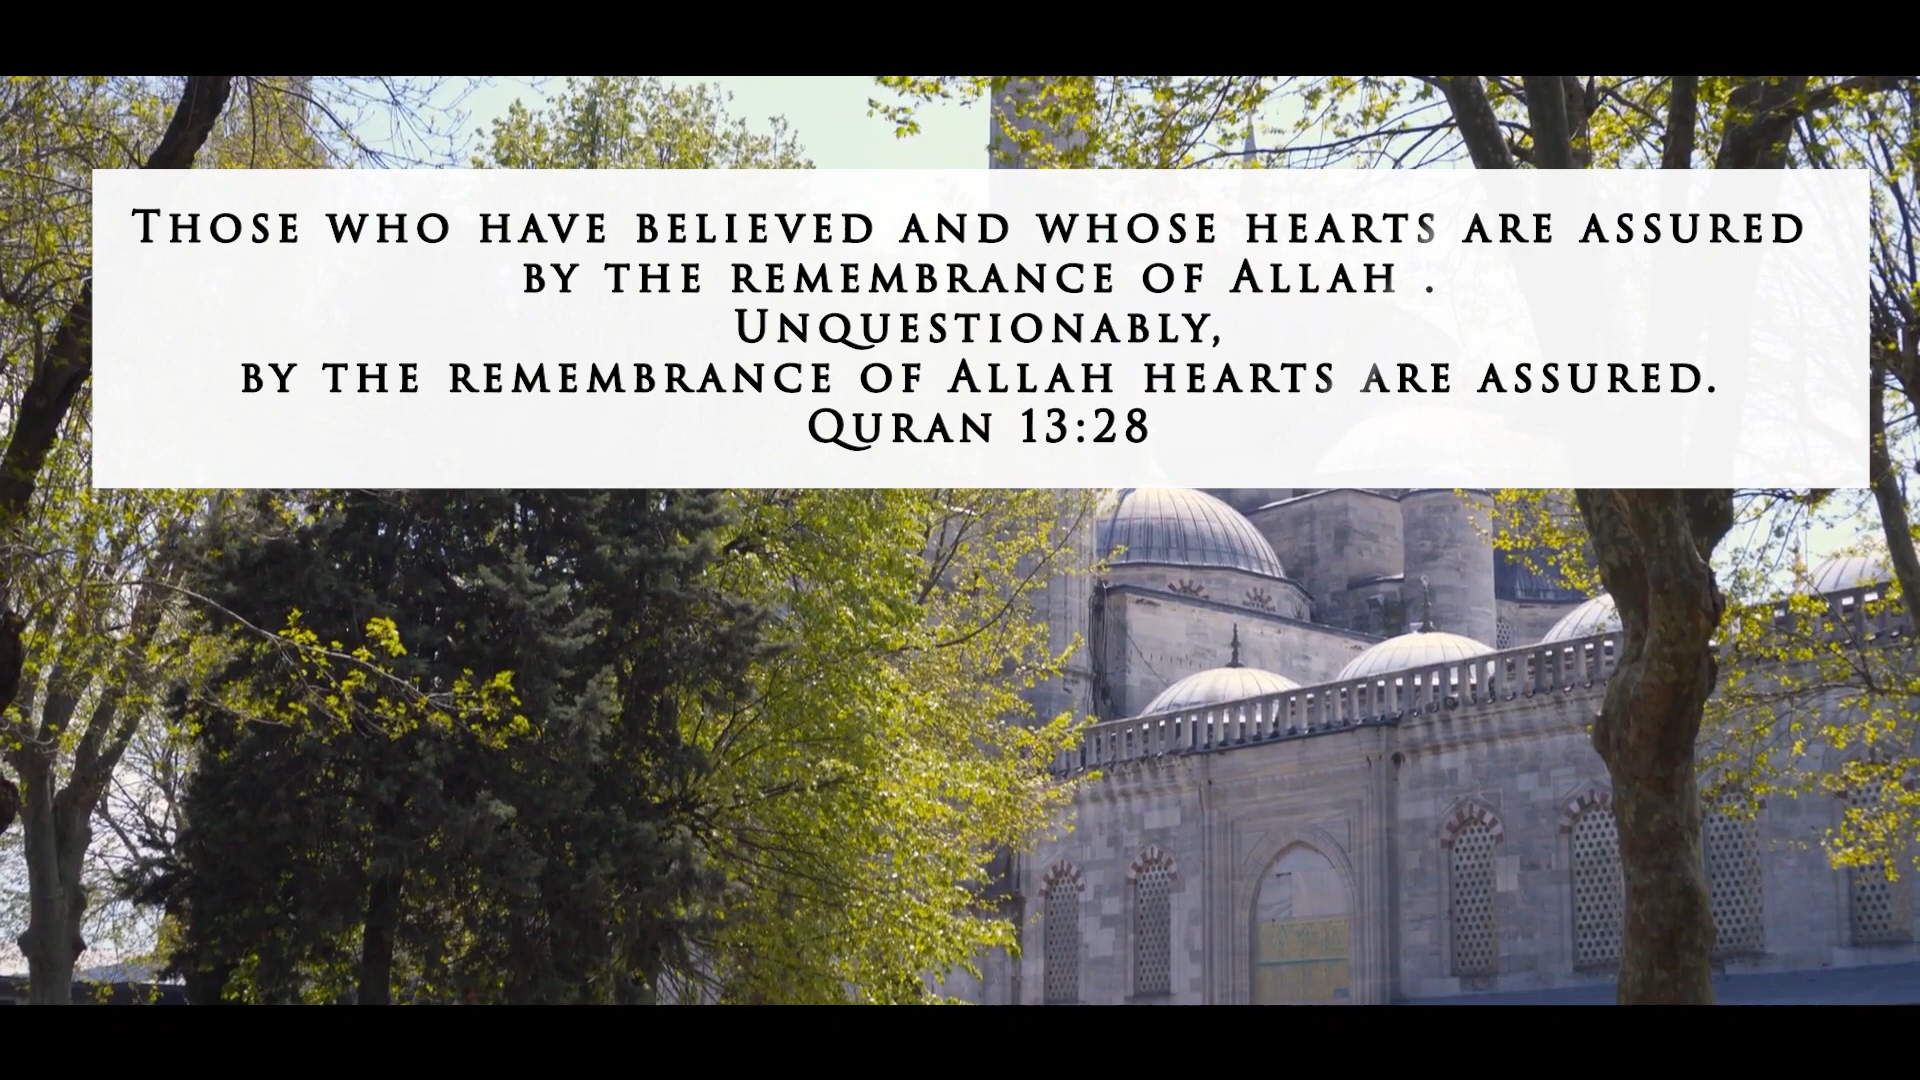 Those who have believed and whose hearts are assured
by the remembrance of Allah .
Unquestionably,
by the remembrance of Allah hearts are assured.
Quran 13:28